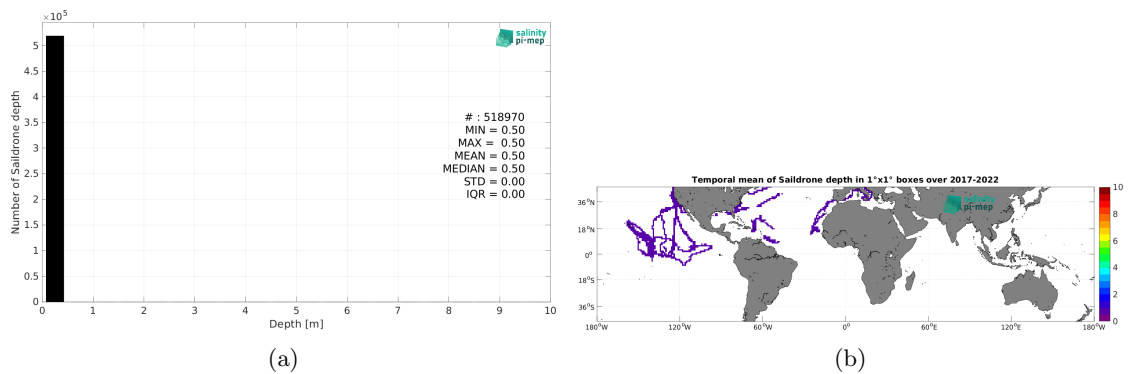 ×10⁵
5
4.5
4
3.5
3
2.5
2
1.5
1
0.5
0
Number of Saildrone depth
salinity
pi-mep
# : 518970
MIN = 0.50
MAX = 0.50
MEAN = 0.50
MEDIAN = 0.50
STD = 0.00
IQR = 0.00
0 1 2 3 4 5 6 7 8 9 10
Depth [m]
(a)
Temporal mean of Saildrone depth in 1°x1° boxes over 2017-2022
36°N
18°N
0°
18°S
36°S
salinity
pi-mep
180°W 120°W 60°W 0° 60°E 120°E 180°W
10
8
6
4
2
0
(b)